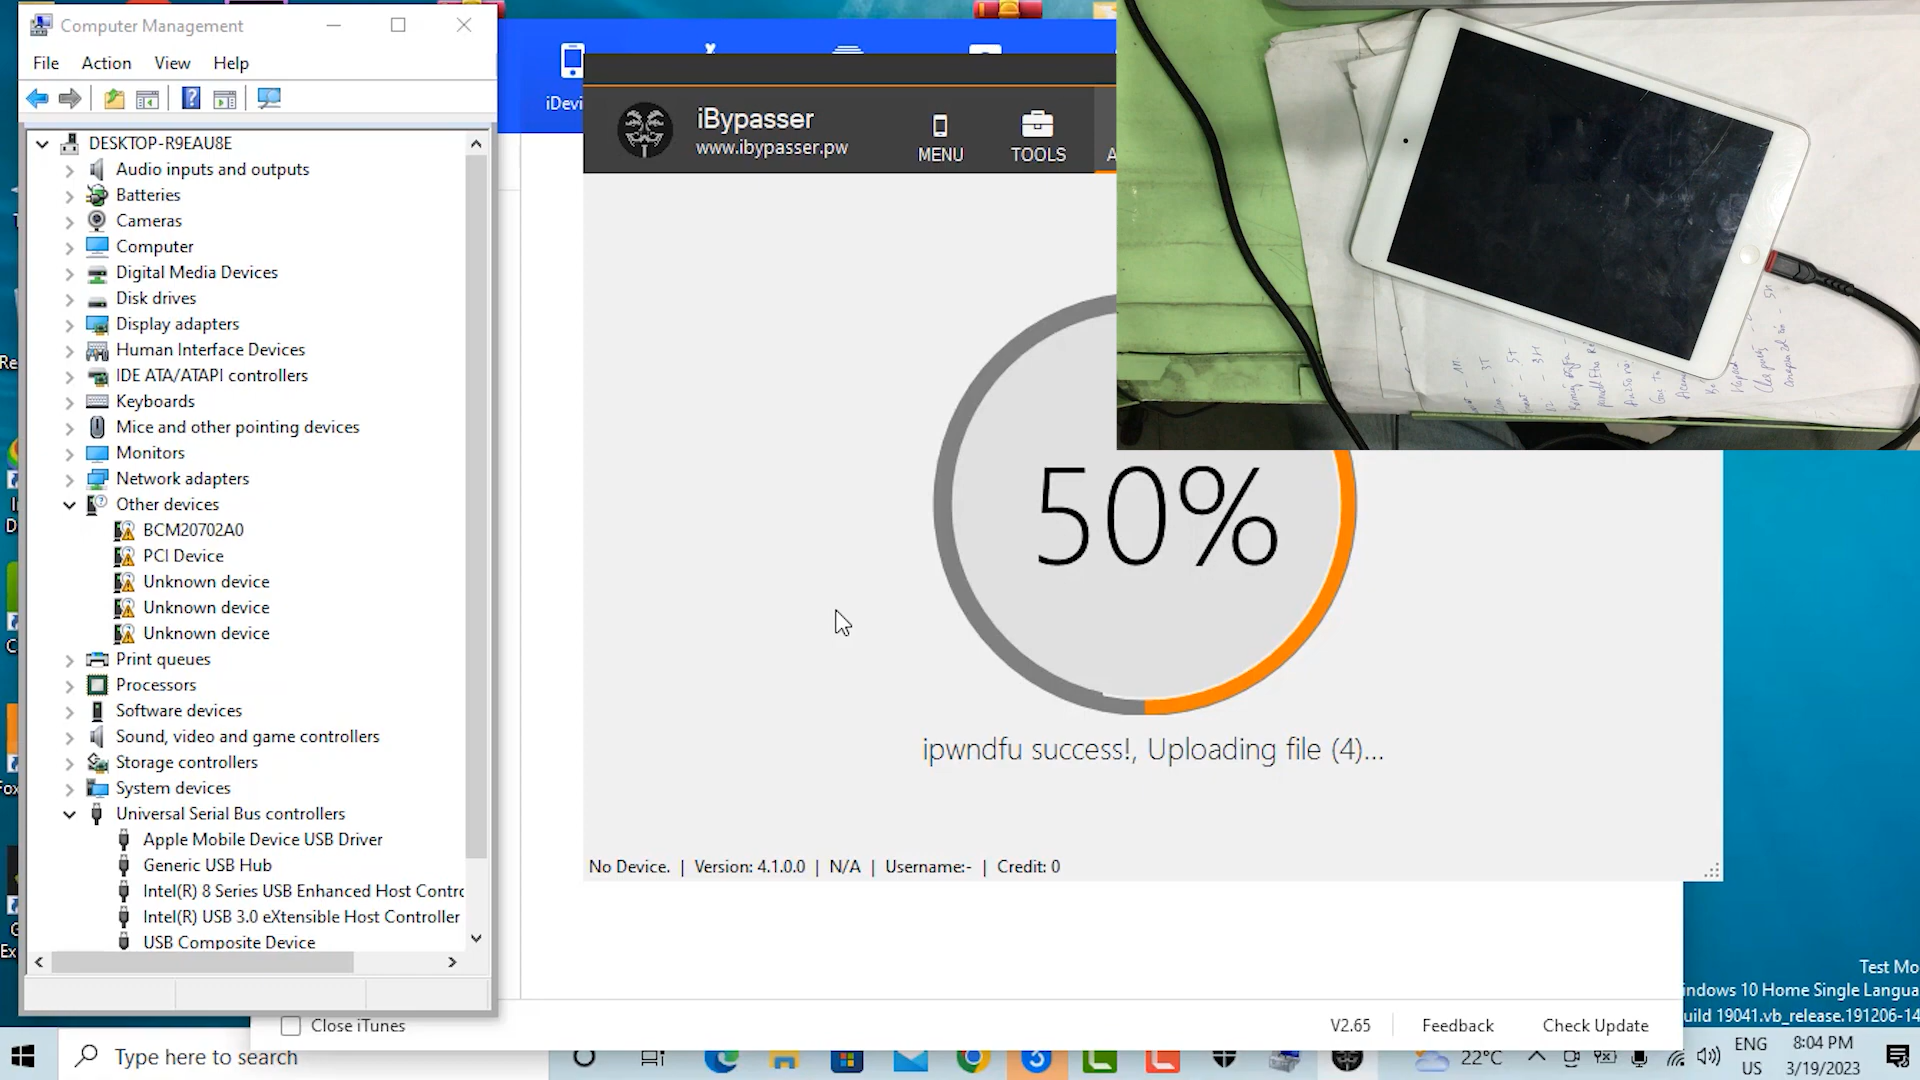 Computer Management
File Action View Help
DESKTOP-R9EAU8E
Audio inputs and outputs
Batteries
Cameras
Computer
Digital Media Devices
Disk drives
Display adapters
Human Interface Devices
IDE ATA/ATAPI controllers
Keyboards
Mice and other pointing devices
Monitors
Network adapters
Other devices
BCM20702A0
PCI Device
Unknown device
Unknown device
Unknown device
Print queues
Processors
Software devices
Sound, video and game controllers
Storage controllers
System devices
Universal Serial Bus controllers
Apple Mobile Device USB Driver
Generic USB Hub
Intel(R) 8 Series USB Enhanced Host Contro
Intel(R) USB 3.0 eXtensible Host Controller
USB Composite Device
iDevi
iBypasser
www.ibypasser.pw
MENU
TOOLS
50%
ipwndfu success!, Uploading file (4)...
No Device. | Version: 4.1.0.0 | N/A | Username:- | Credit: 0
Close iTunes
V2.65
Feedback
Check Update
Test Mo
indows 10 Home Single Langua
uild 19041.vb_release.191206-14
Type here to search
22°C
ENG
US
8:04 PM
3/19/2023